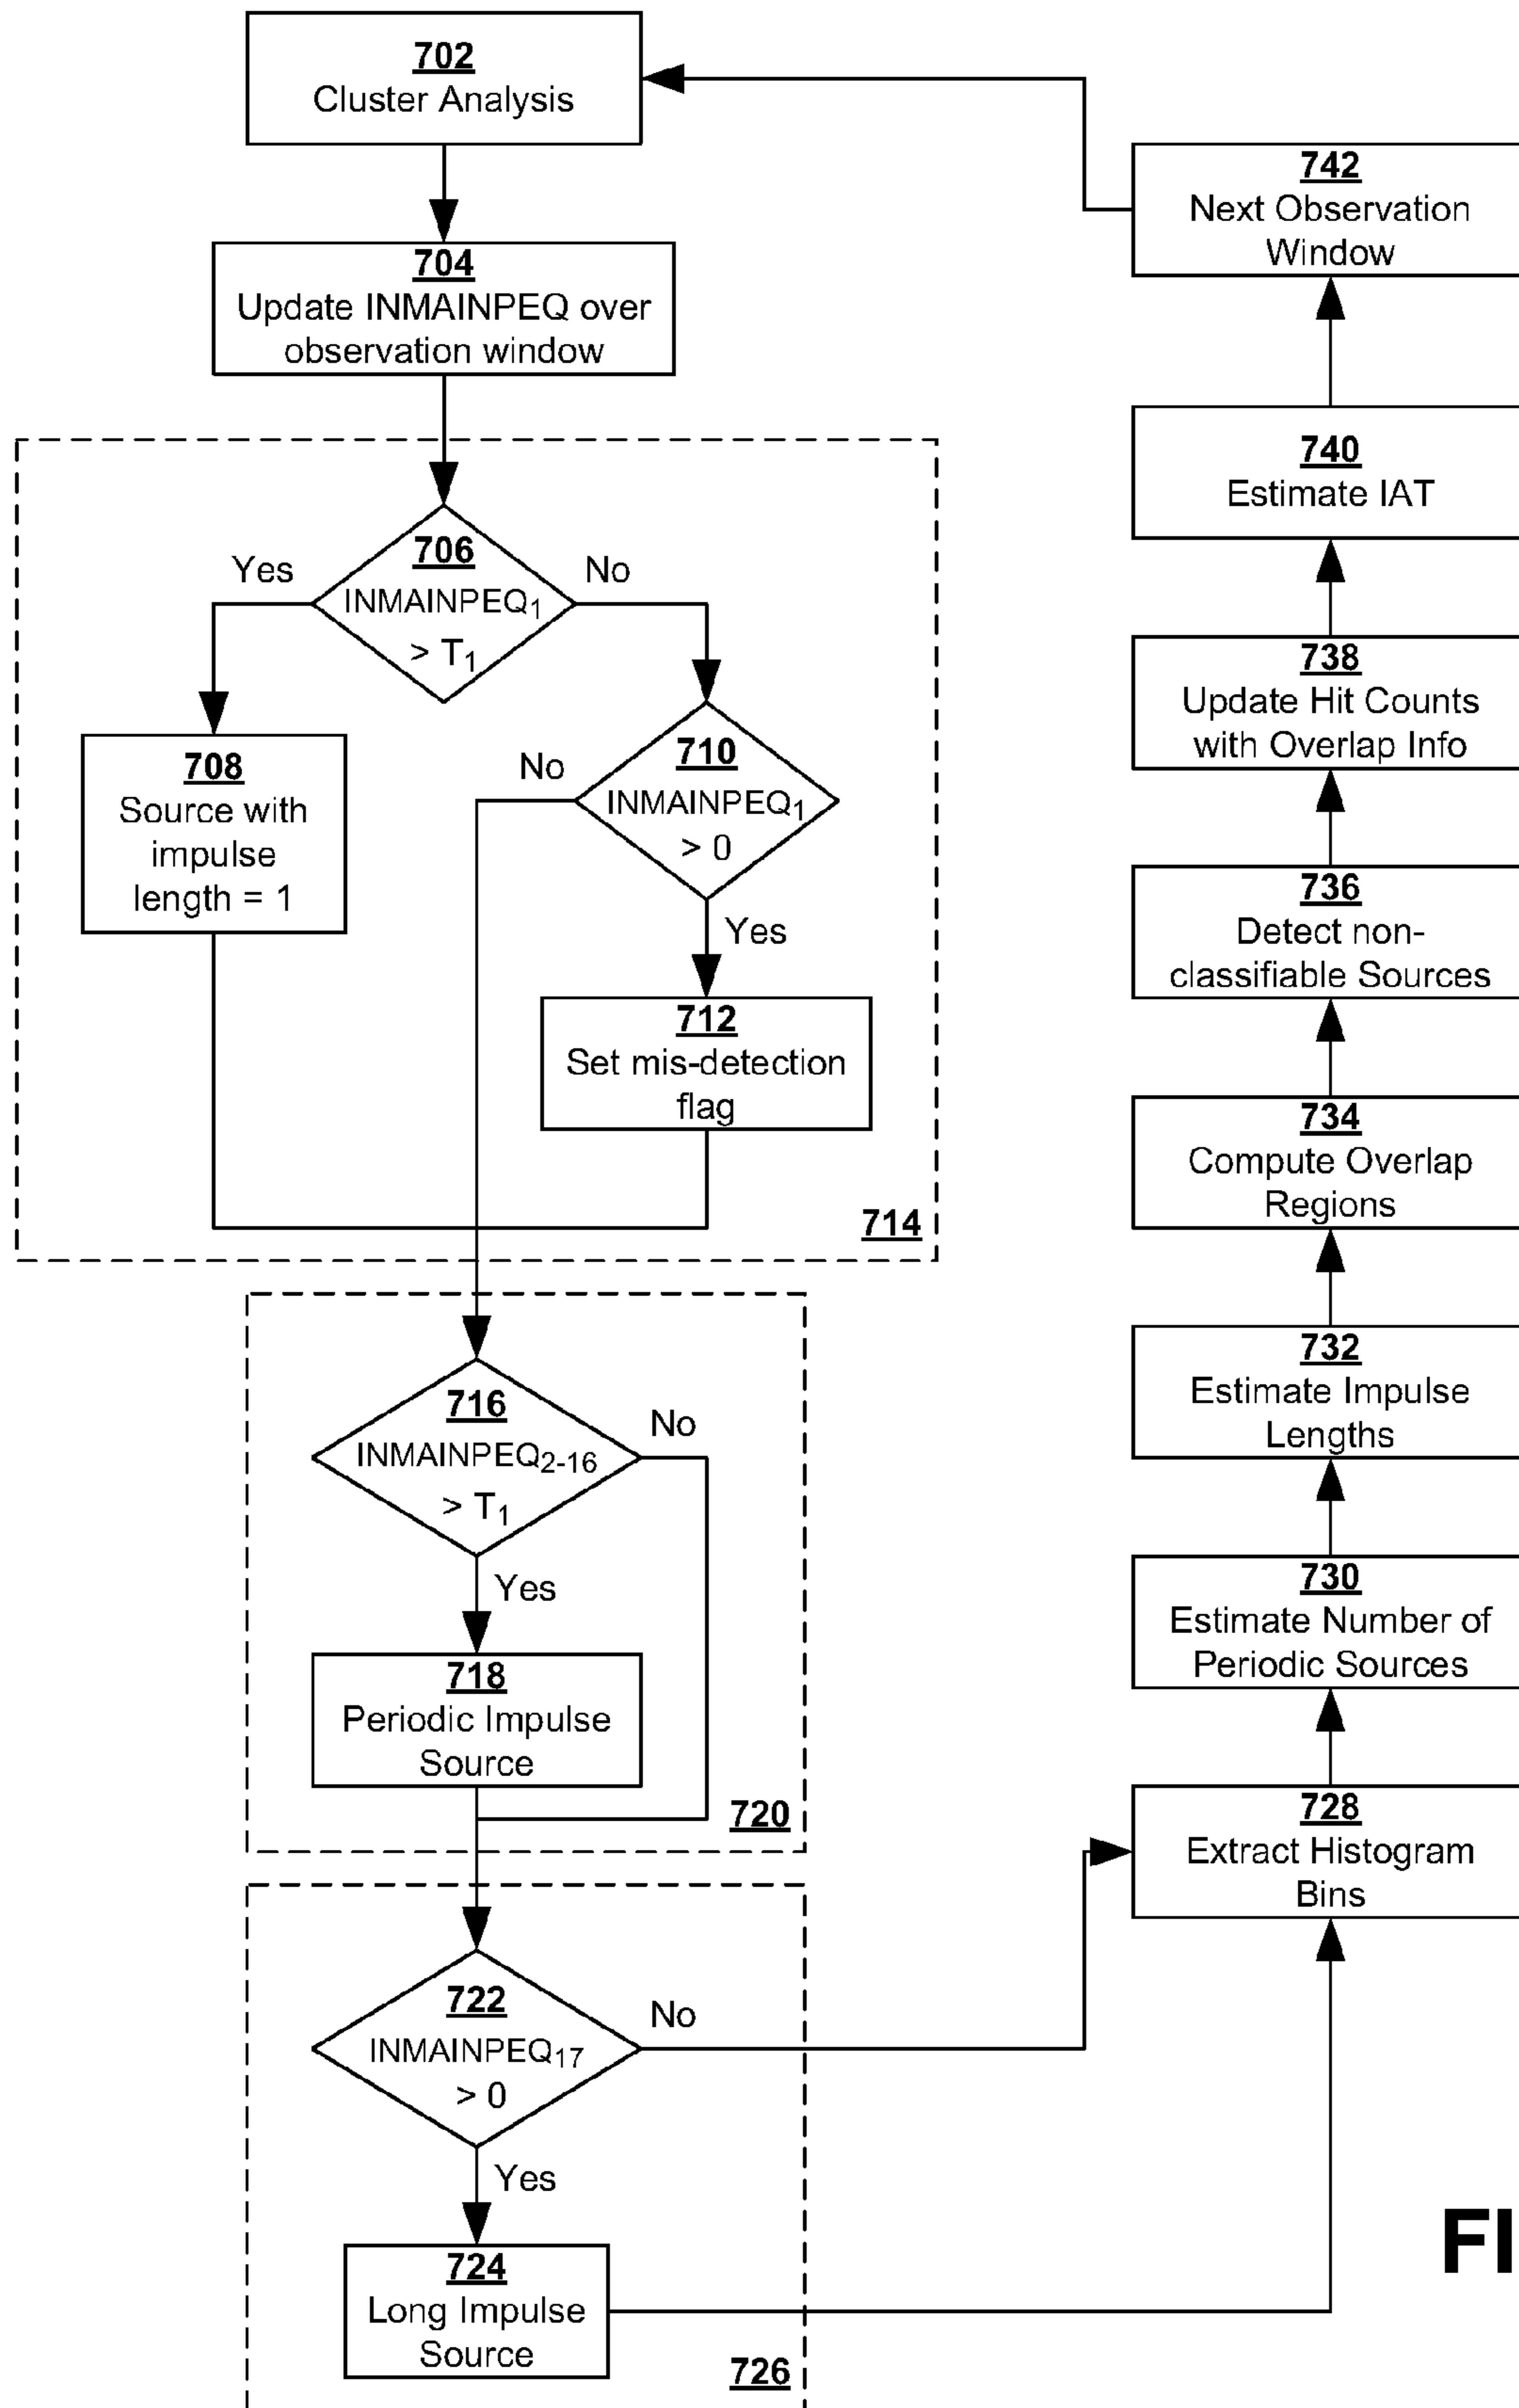 702
Cluster Analysis
704
Update INMAINPEQ over
observation window
706
INMAINPEQ₁
> T₁
Yes
No
708
Source with
impulse
length = 1
710
INMAINPEQ₁
> 0
No
Yes
712
Set mis-detection
flag
714
716
INMAINPEQ₂₋₁₆
> T₁
No
Yes
718
Periodic Impulse
Source
720
722
INMAINPEQ₁₇
> 0
No
Yes
724
Long Impulse
Source
726
728
Extract Histogram
Bins
730
Estimate Number of
Periodic Sources
732
Estimate Impulse
Lengths
734
Compute Overlap
Regions
736
Detect non-
classifiable Sources
738
Update Hit Counts
with Overlap Info
740
Estimate IAT
742
Next Observation
Window
FI